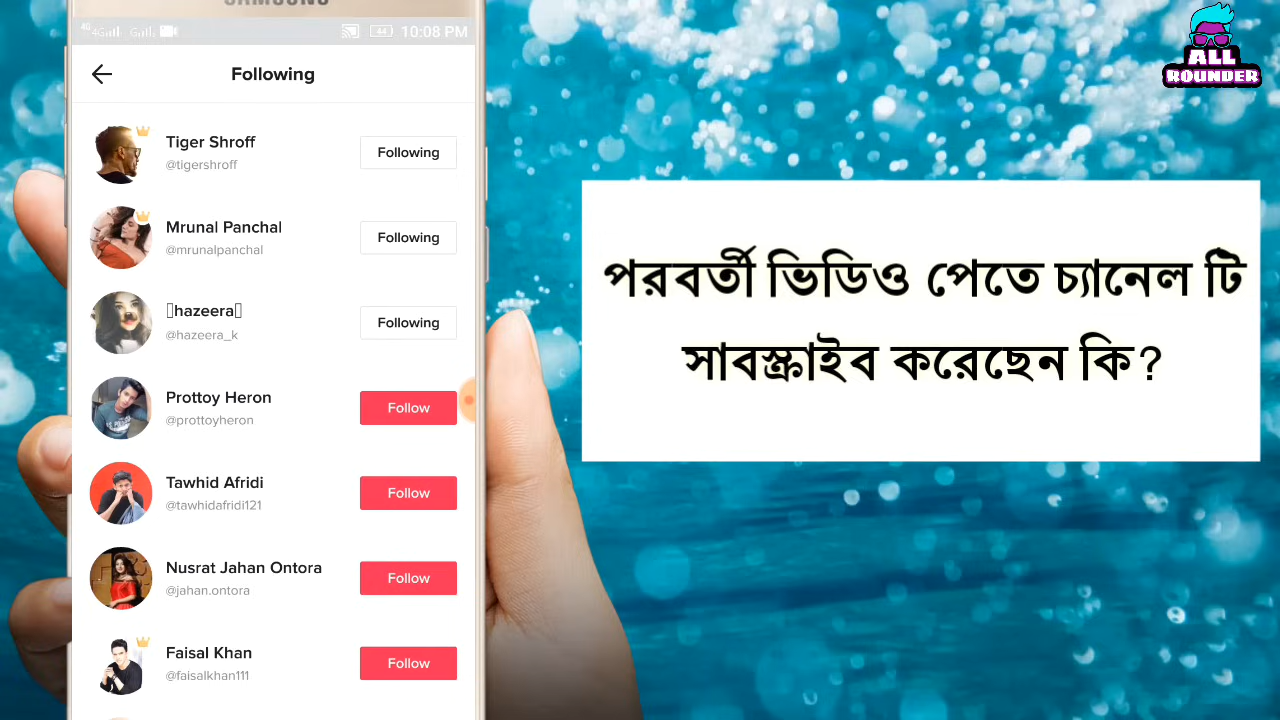 SAMSUNG
4G
10:08 PM
44
Following
Tiger Shroff
@tigershroff
Following
Mrunal Panchal
@mrunalpanchal
Following
hazeera
@hazeera_k
Following
Prottoy Heron
@prottoyheron
Follow
Tawhid Afridi
@tawhidafridi121
Follow
Nusrat Jahan Ontora
@jahan.ontora
Follow
Faisal Khan
@faisalkhan111
Follow
ALL
ROUNDER
পরবর্তী ভিডিও পেতে চ্যানেল টি
সাবস্ক্রাইব করেছেন কি?